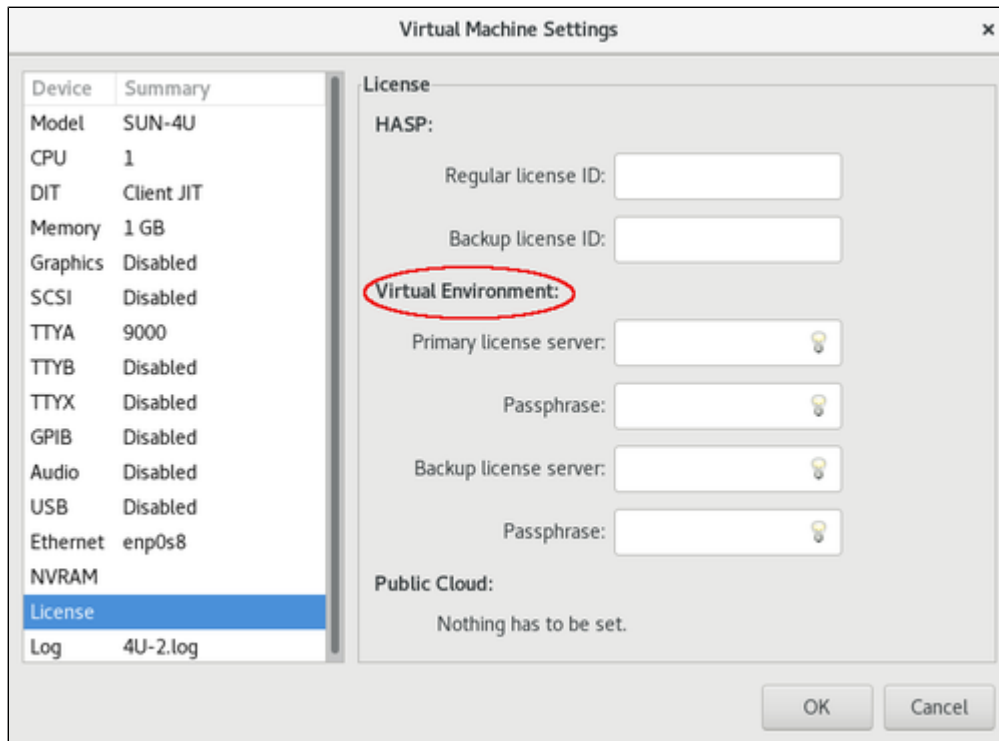 Virtual Machine Settings ×
Device Summary
Model SUN-4U
CPU 1
DIT Client JIT
Memory 1 GB
Graphics Disabled
SCSI Disabled
TTYA 9000
TTYB Disabled
TTYX Disabled
GPIB Disabled
Audio Disabled
USB Disabled
Ethernet enp0s8
NVRAM
License
Log 4U-2.log
License
HASP:
Regular license ID:
Backup license ID:
Virtual Environment:
Primary license server:
Passphrase:
Backup license server:
Passphrase:
Public Cloud:
Nothing has to be set.
OK Cancel